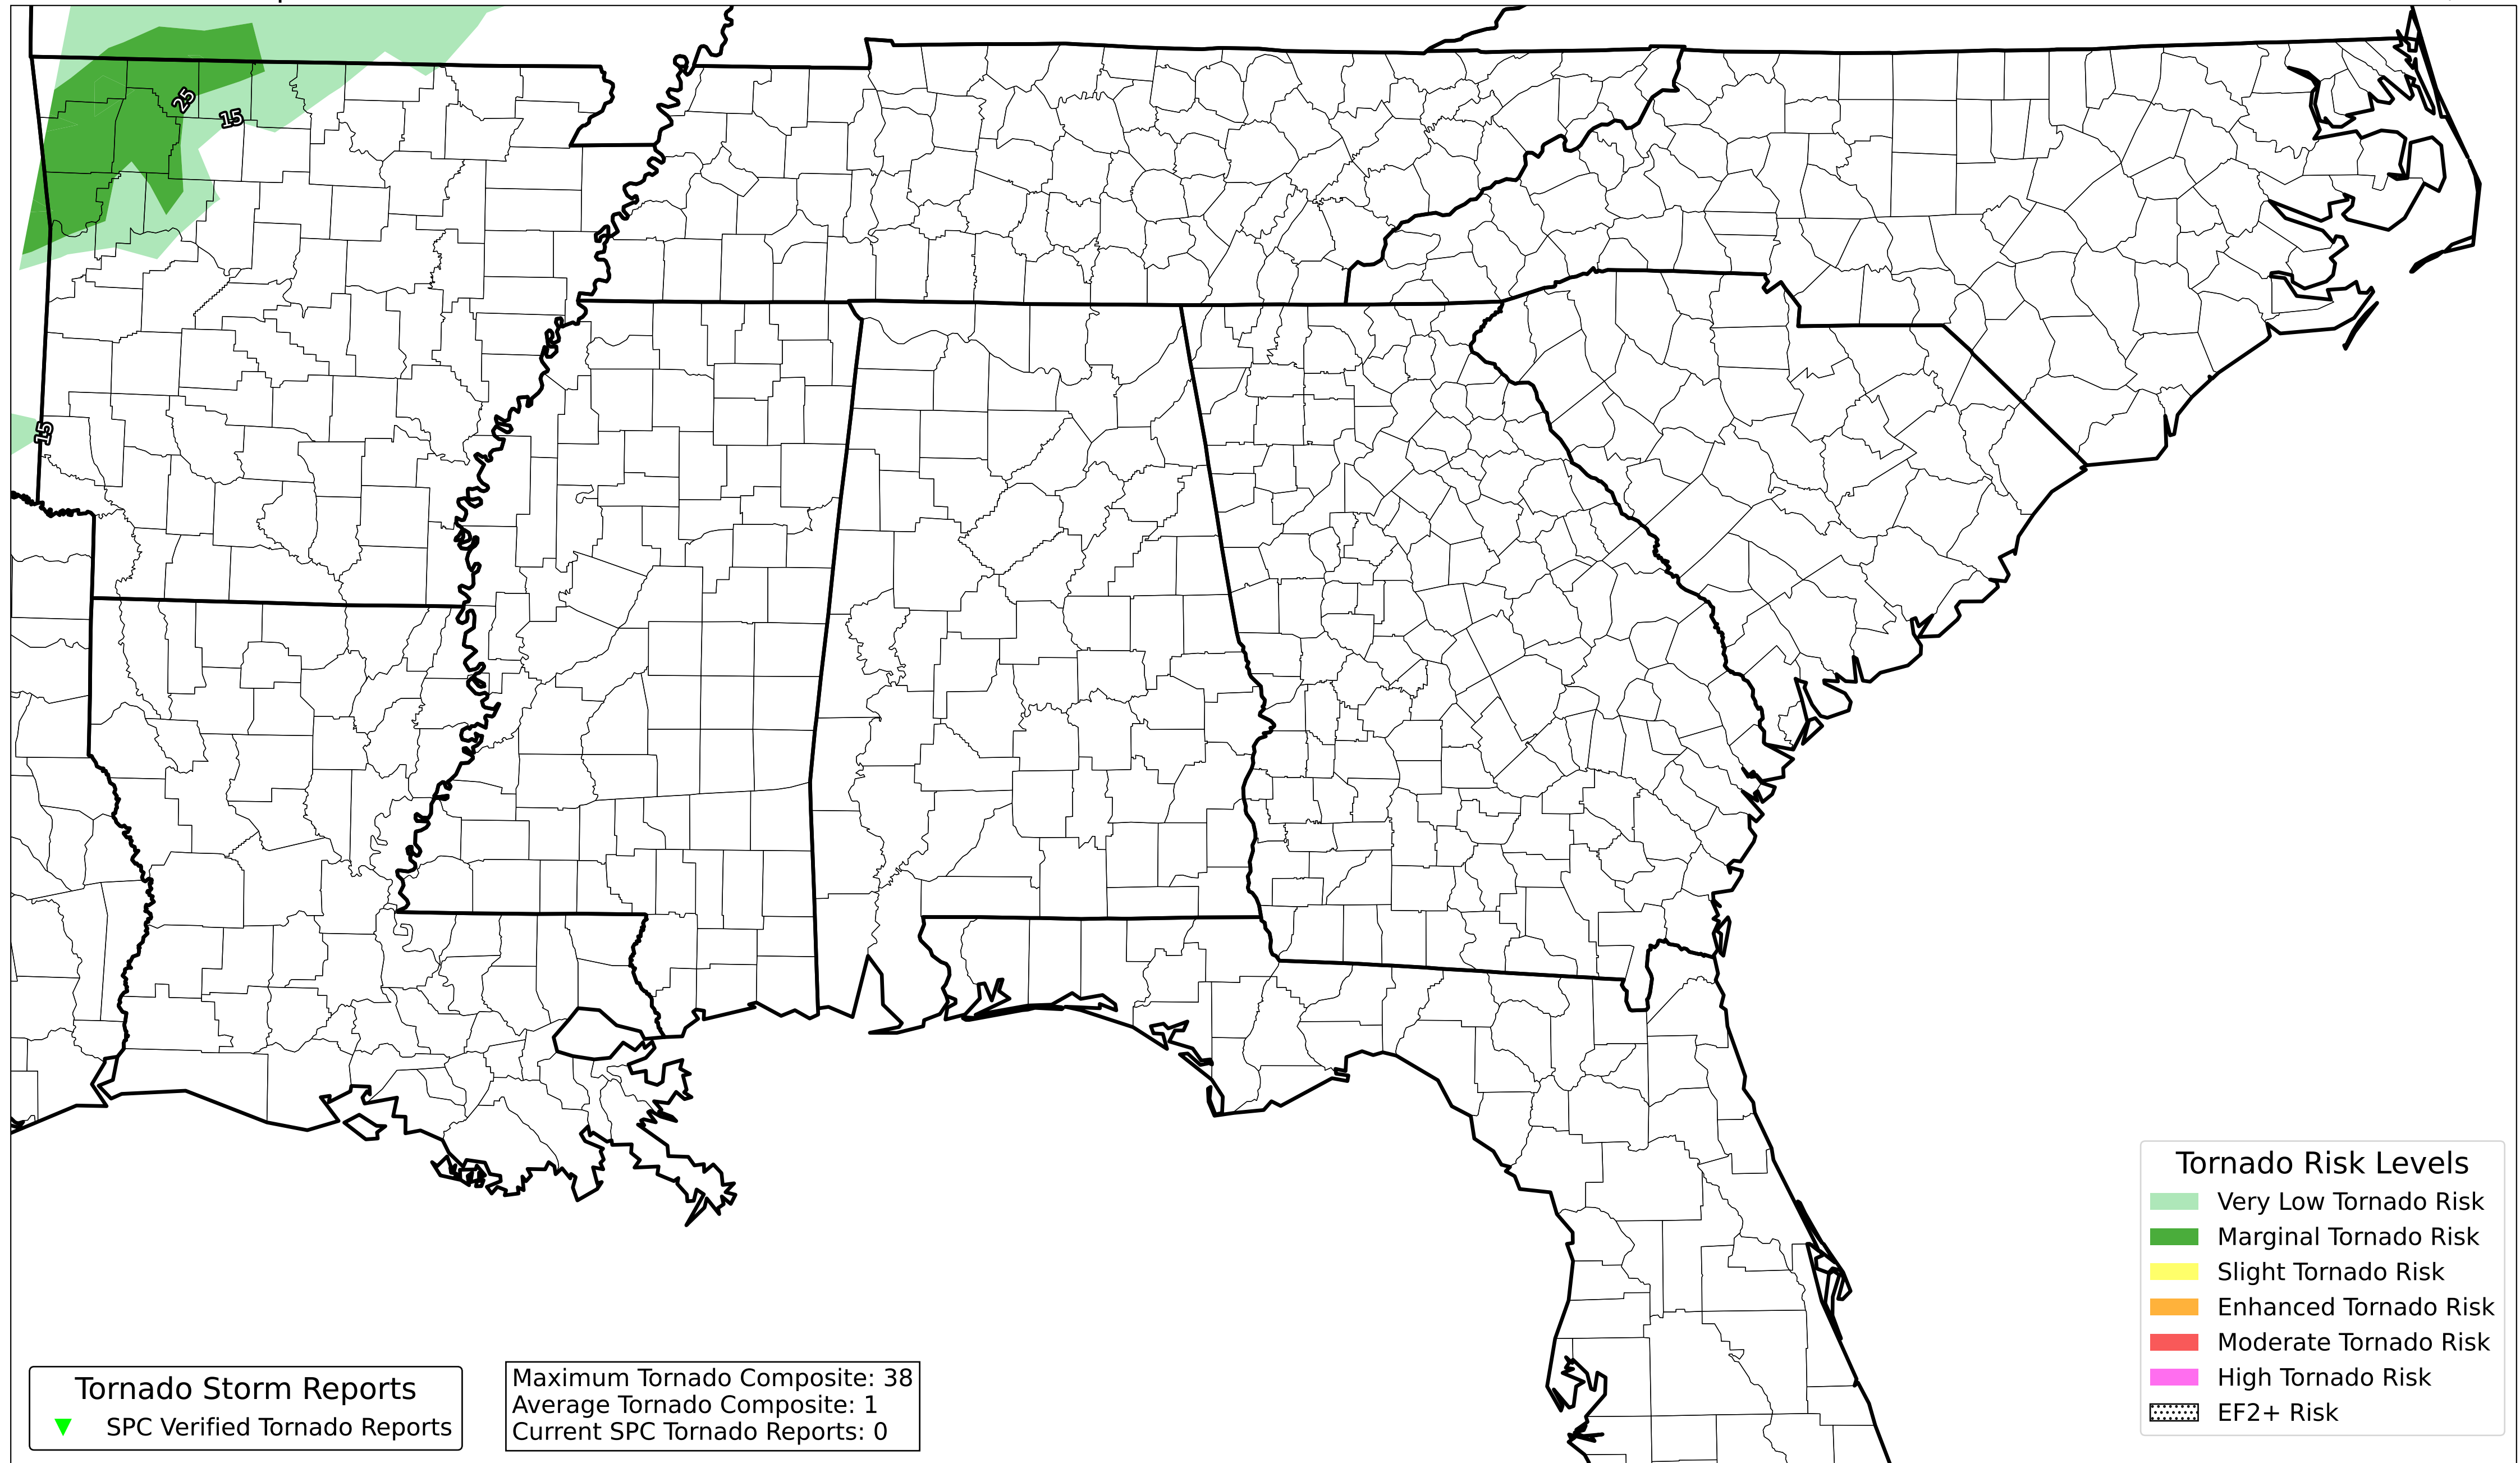 25
15
15
Tornado Risk Levels
Very Low Tornado Risk
Marginal Tornado Risk
Slight Tornado Risk
Enhanced Tornado Risk
Moderate Tornado Risk
High Tornado Risk
EF2+ Risk
Tornado Storm Reports
SPC Verified Tornado Reports
Maximum Tornado Composite: 38
Average Tornado Composite: 1
Current SPC Tornado Reports: 0